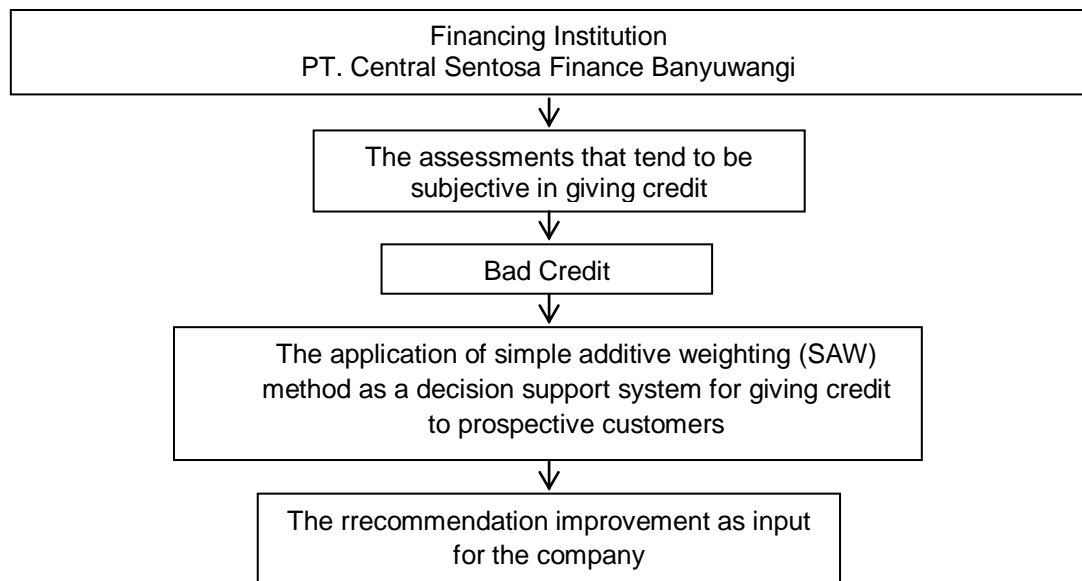 Financing Institution
PT. Central Sentosa Finance Banyuwangi
The assessments that tend to be
subjective in giving credit
Bad Credit
The application of simple additive weighting (SAW)
method as a decision support system for giving credit
to prospective customers
The rrecommendation improvement as input
for the company